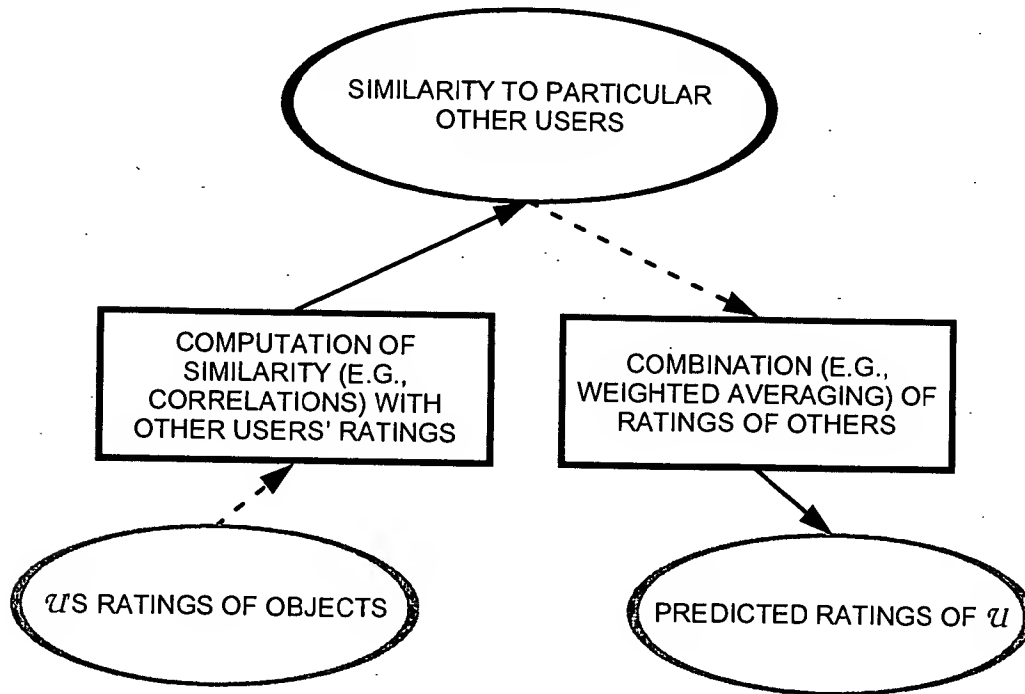 SIMILARITY TO PARTICULAR
OTHER USERS
COMPUTATION OF
SIMILARITY (E.G.,
CORRELATIONS) WITH
OTHER USERS' RATINGS
COMBINATION (E.G.,
WEIGHTED AVERAGING) OF
RATINGS OF OTHERS
U'S RATINGS OF OBJECTS
PREDICTED RATINGS OF U